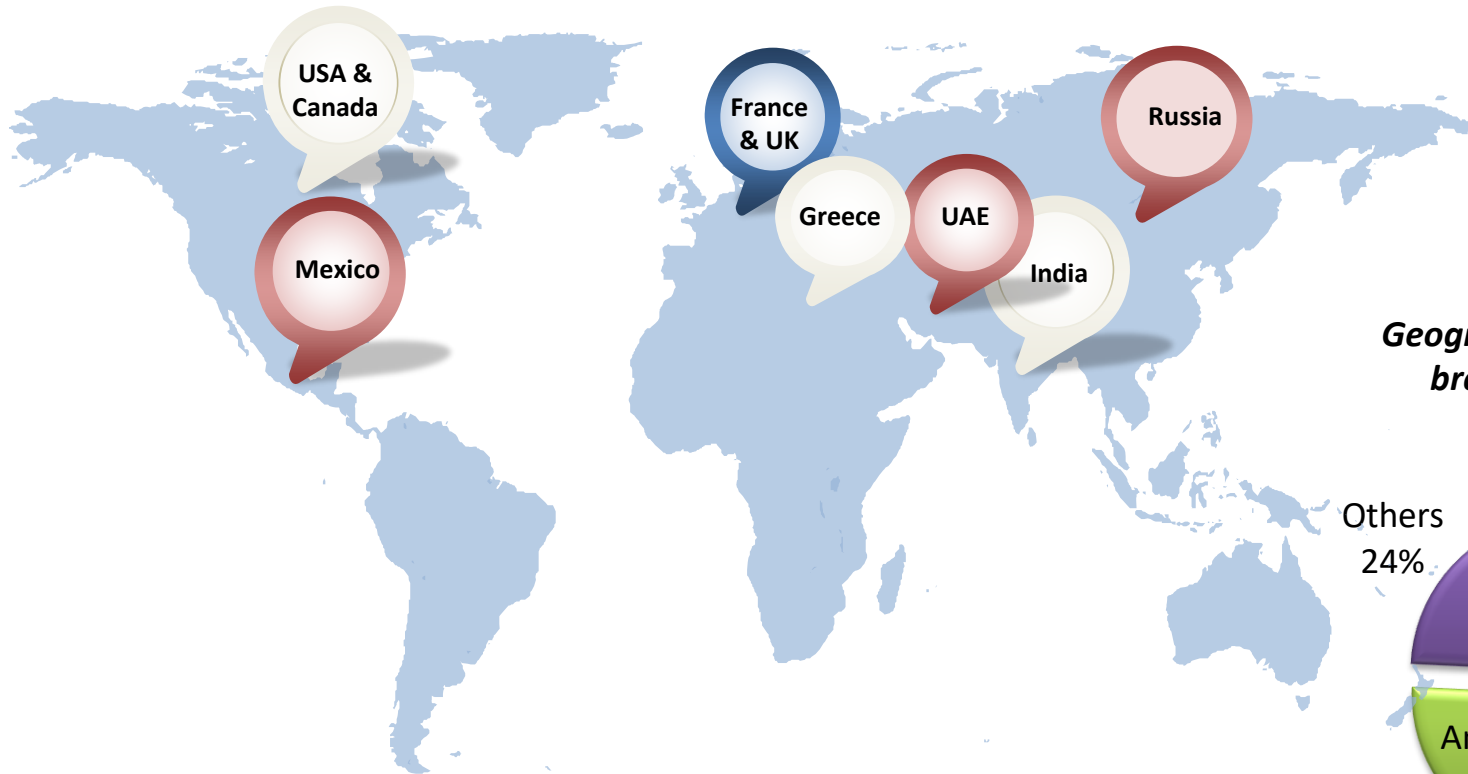 USA &
Canada
France
& UK
Russia
Greece
UAE
Mexico
India
Others
24%